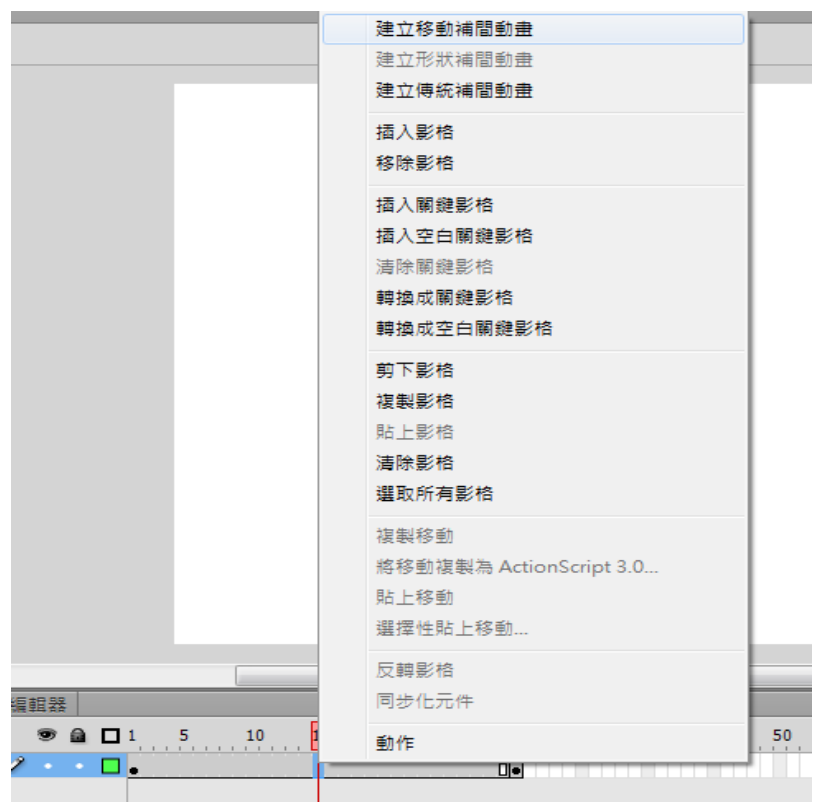 建立移動補間動畫
建立形狀補間動畫
建立傳統補間動畫
插入影格
移除影格
插入關鍵影格
插入空白關鍵影格
清除關鍵影格
轉換成關鍵影格
轉換成空白關鍵影格
剪下影格
複製影格
貼上影格
清除影格
選取所有影格
複製移動
將移動複製為 ActionScript 3.0...
貼上移動
選擇性貼上移動...
反轉影格
同步化元件
動作
編輯器
1 5 10 50